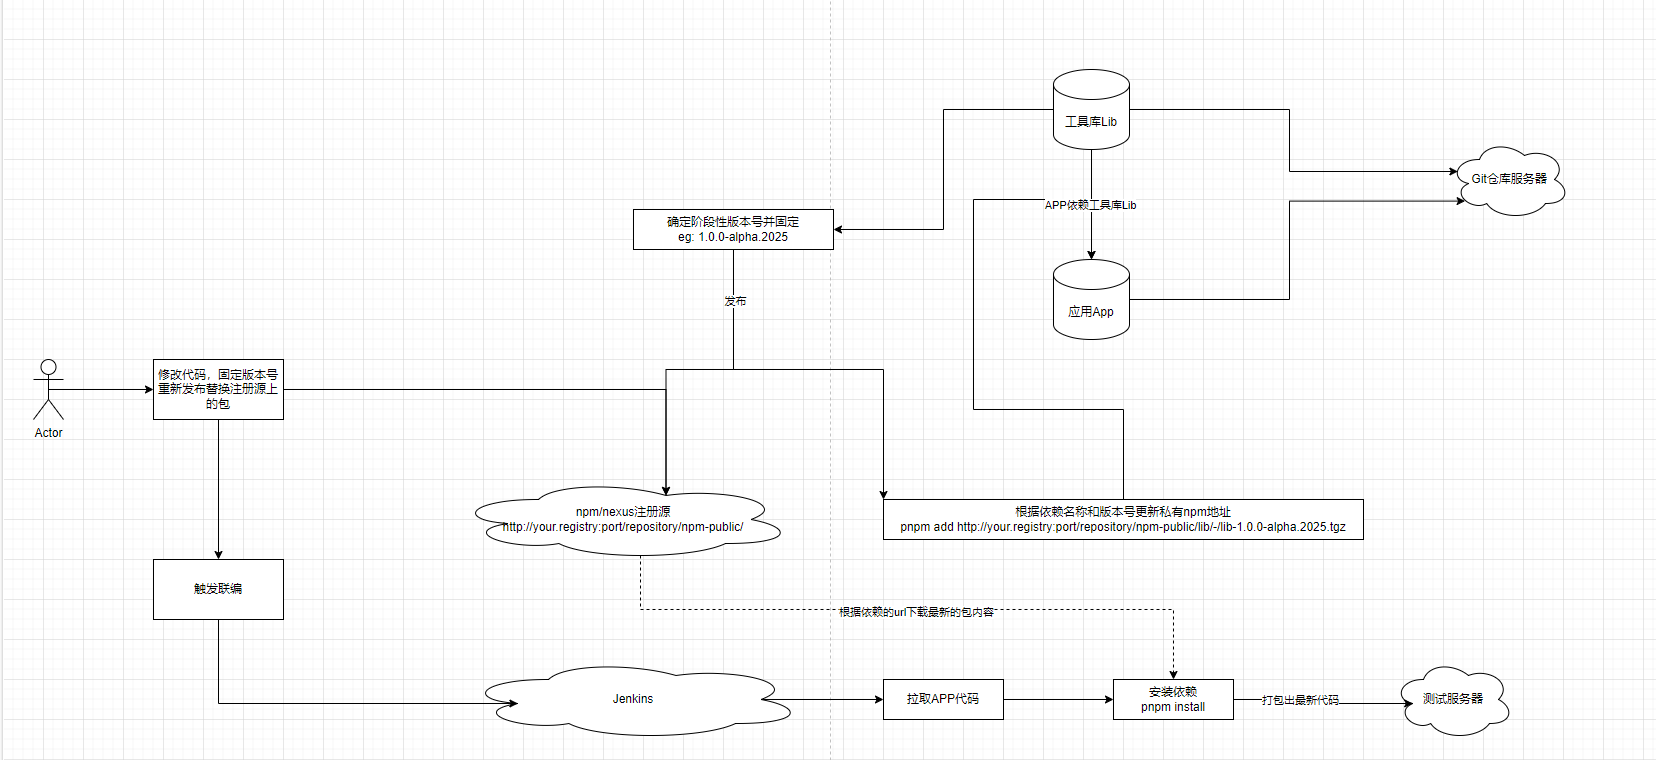 工具库Lib
Git仓库服务器
APP依赖工具库Lib
确定阶段性版本号并固定
eg: 1.0.0-alpha.2025
发布
应用App
修改代码，固定版本号
重新发布替换注册源上
的包
Actor
npm/nexus注册源
http://your.registry:port/repository/npm-public/
根据依赖名称和版本号更新私有npm地址
pnpm add http://your.registry:port/repository/npm-public/lib/-/lib-1.0.0-alpha.2025.tgz
触发联编
根据依赖的url下载最新的包内容
Jenkins
拉取APP代码
安装依赖
pnpm install
打包出最新代码
测试服务器